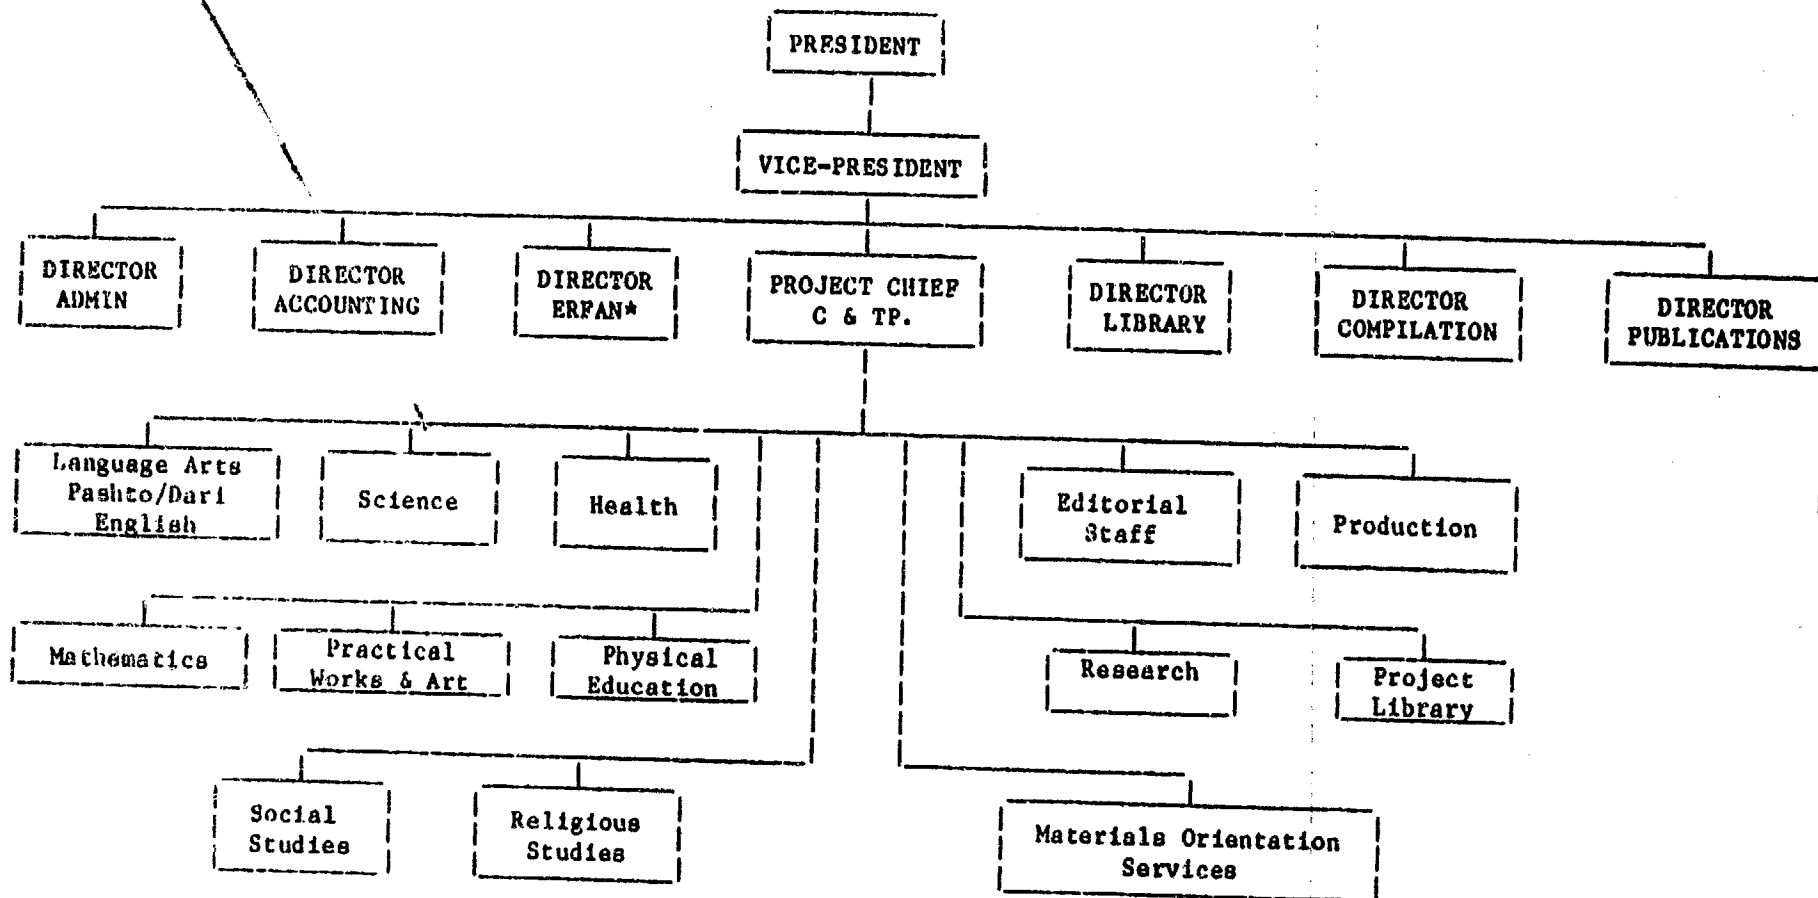 PRESIDENT
VICE-PRESIDENT
DIRECTOR
ADMIN
DIRECTOR
ACCOUNTING
DIRECTOR
ERFAN*
PROJECT CHIEF
C & TP.
DIRECTOR
LIBRARY
DIRECTOR
COMPILATION
DIRECTOR
PUBLICATIONS
Language Arts
Pashto/Dari
English
Science
Health
Editorial
Staff
Production
Mathematics
Practical
Works & Art
Physical
Education
Research
Project
Library
Social
Studies
Religious
Studies
Materials Orientation
Services